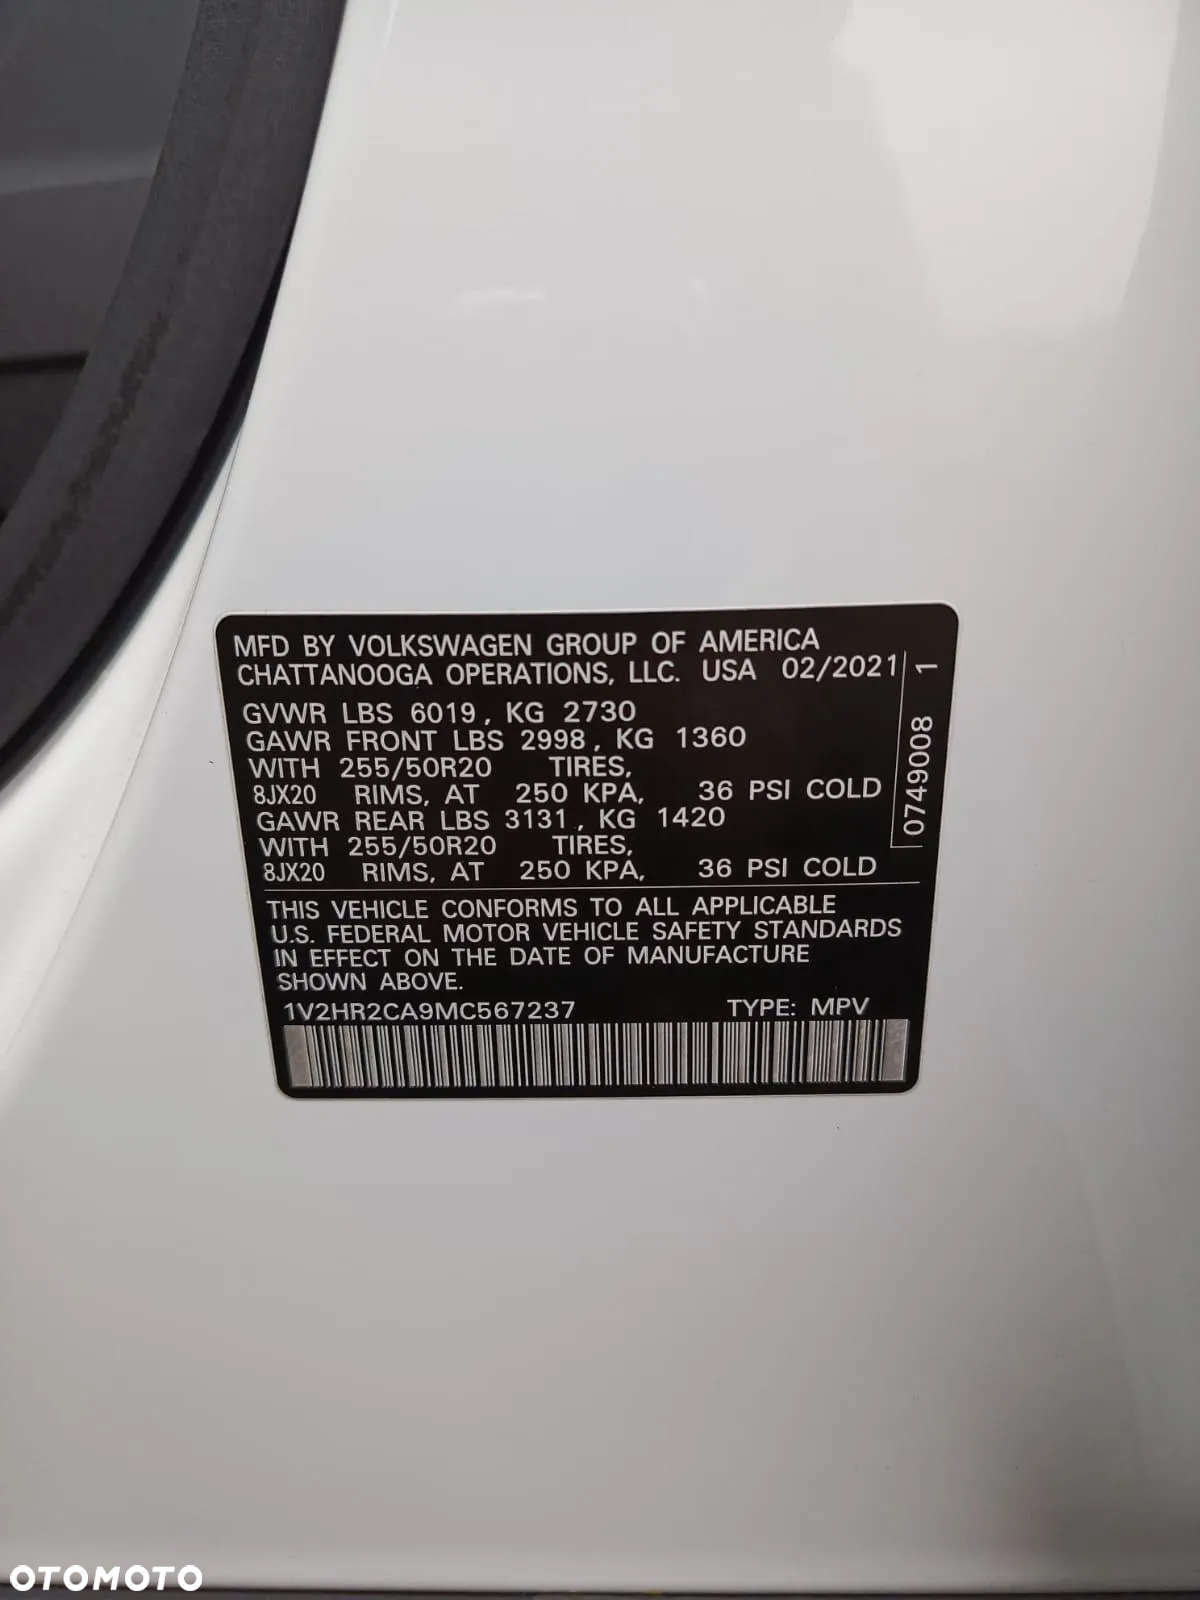 MFD BY VOLKSWAGEN GROUP OF AMERICA
CHATTANOOGA OPERATIONS, LLC. USA 02/2021
GVWR LBS 6019, KG 2730
GAWR FRONT LBS 2998, KG 1360
WITH 255/50R20 TIRES,
8JX20 RIMS, AT 250 KPA, 36 PSI COLD
GAWR REAR LBS 3131, KG 1420
WITH 255/50R20 TIRES,
8JX20 RIMS, AT 250 KPA, 36 PSI COLD
0749008 1
THIS VEHICLE CONFORMS TO ALL APPLICABLE
U.S. FEDERAL MOTOR VEHICLE SAFETY STANDARDS
IN EFFECT ON THE DATE OF MANUFACTURE
SHOWN ABOVE.
1V2HR2CA9MC567237 TYPE: MPV
OTOMOTO